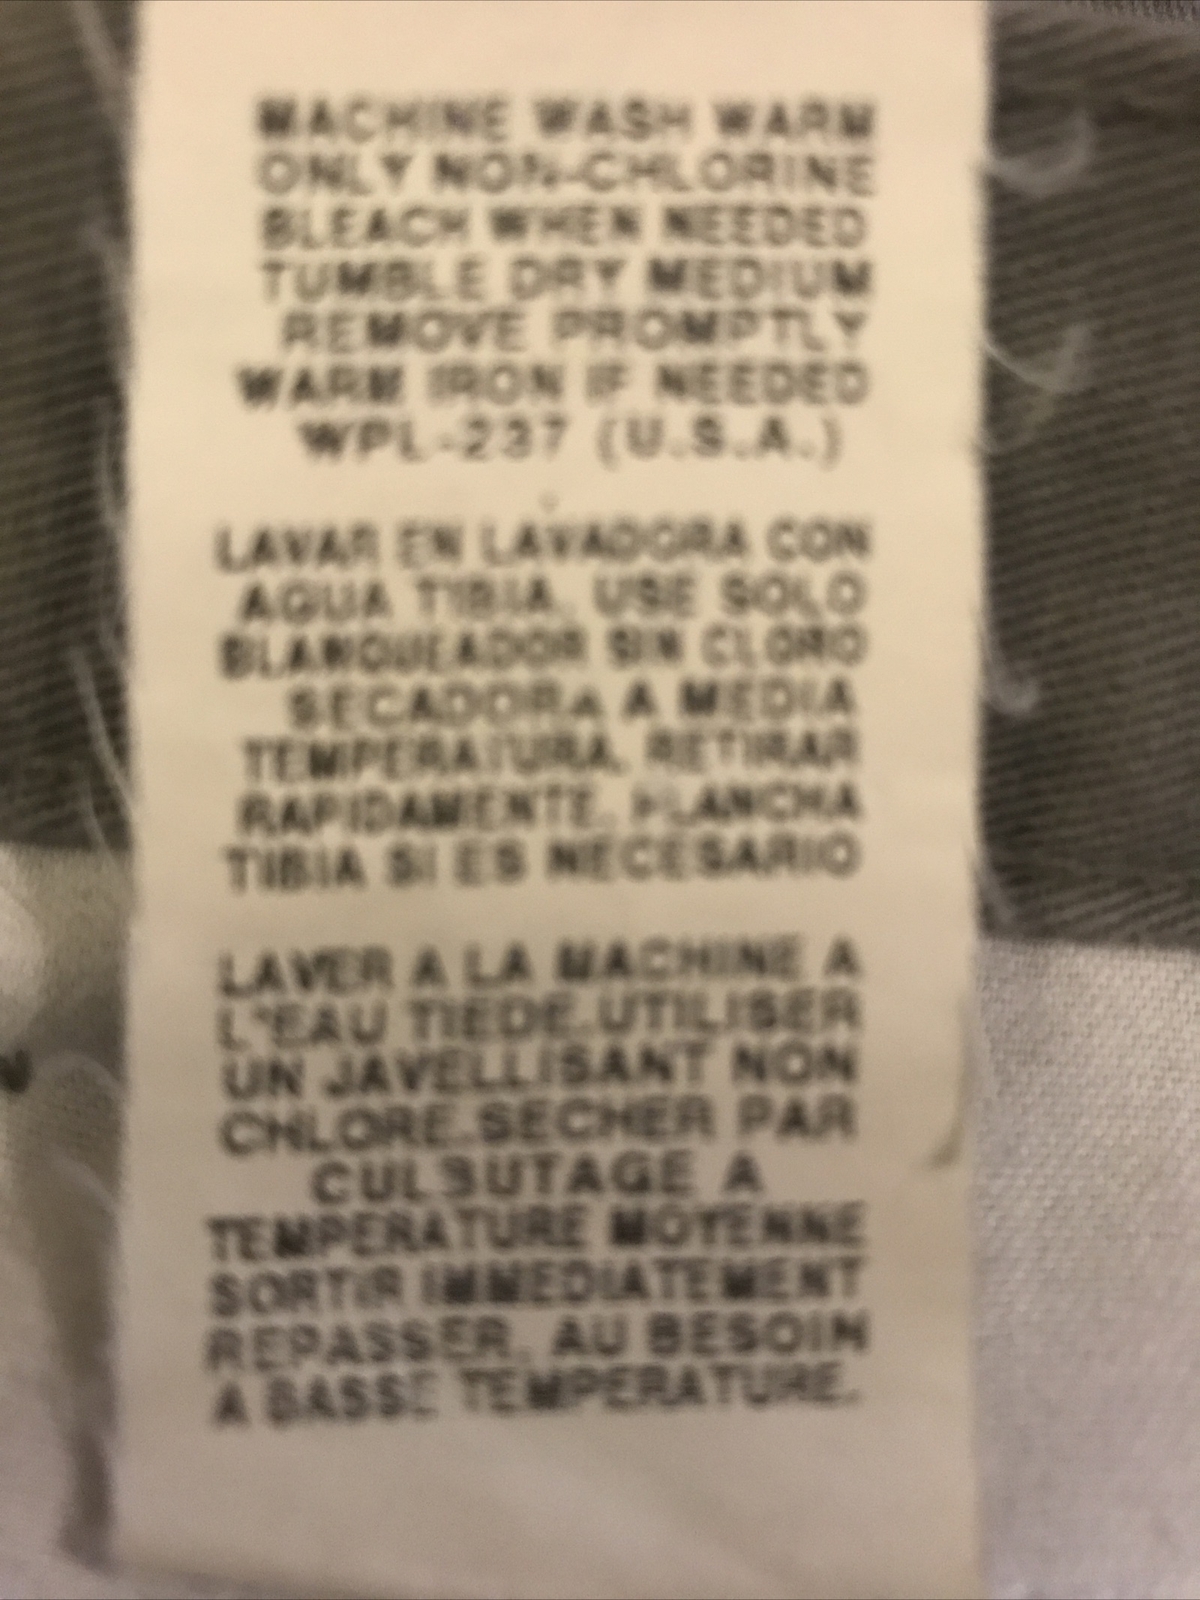 MACHINE WASH WARM
ONLY NON-CHLORINE
BLEACH WHEN NEEDED
TUMBLE DRY MEDIUM
REMOVE PROMPTLY
WARM IRON IF NEEDED
WPL-237 (U.S.A.)
LAVAR EN LAVADORA CON
AGUA TIBIA. USE SOLO
BLANQUEADOR SIN CLORO
SECADORA A MEDIA
TEMPERATURA. RETIRAR
RAPIDAMENTE. PLANCHA
TIBIA SI ES NECESARIO
LAVER A LA MACHINE A
L'EAU TIEDE.UTILISER
UN JAVELLISANT NON
CHLORE.SECHER PAR
CULBUTAGE A
TEMPERATURE MOYENNE
SORTIR IMMEDIATEMENT
REPASSER. AU BESOIN
A BASSE TEMPERATURE.